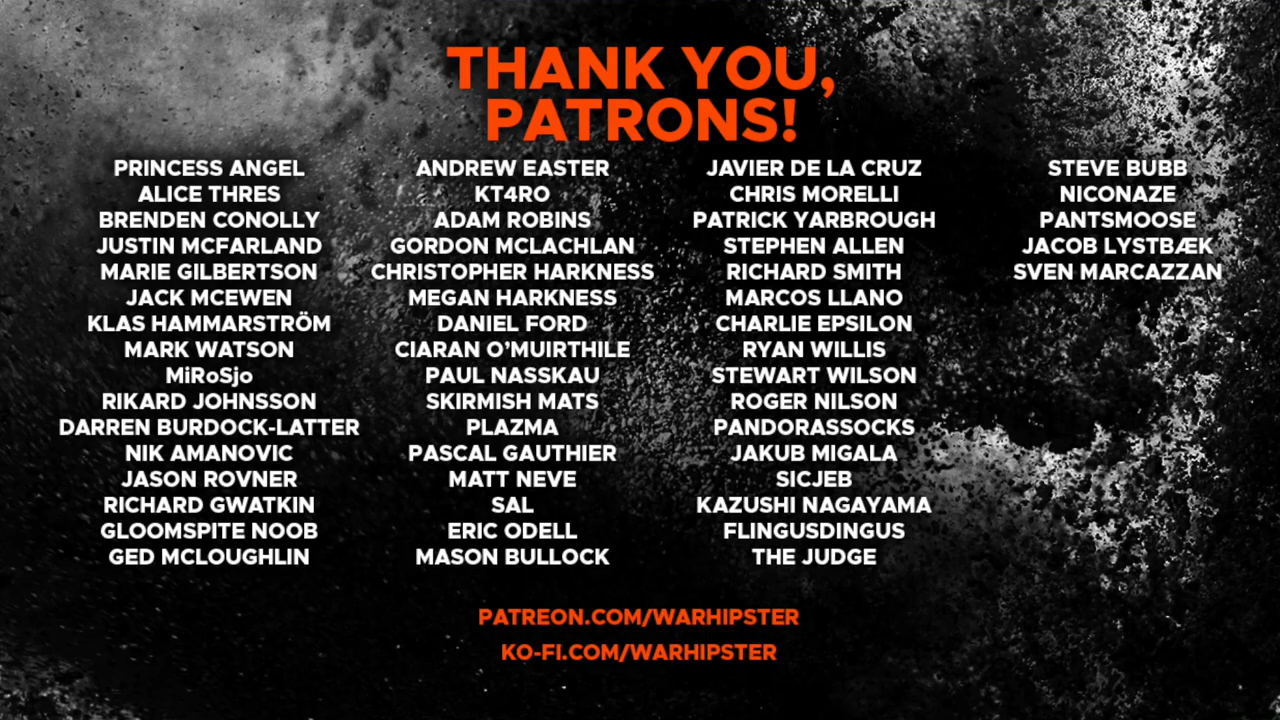 THANK YOU,
PATRONS!
PRINCESS ANGEL
ALICE THRES
BRENDEN CONOLLY
JUSTIN MCFARLAND
MARIE GILBERTSON
JACK MCEWEN
KLAS HAMMARSTRÖM
MARK WATSON
MiRoSjo
RIKARD JOHNSSON
DARREN BURDOCK-LATTER
NIK AMANOVIC
JASON ROVNER
RICHARD GWATKIN
GLOOMSPITE NOOB
GED MCLOUGHLIN
ANDREW EASTER
KT4RO
ADAM ROBINS
GORDON MCLACHLAN
CHRISTOPHER HARKNESS
MEGAN HARKNESS
DANIEL FORD
CIARAN O’MUIRTHILE
PAUL NASSKAU
SKIRMISH MATS
PLAZMA
PASCAL GAUTHIER
MATT NEVE
SAL
ERIC ODELL
MASON BULLOCK
JAVIER DE LA CRUZ
CHRIS MORELLI
PATRICK YARBROUGH
STEPHEN ALLEN
RICHARD SMITH
MARCOS LLANO
CHARLIE EPSILON
RYAN WILLIS
STEWART WILSON
ROGER NILSON
PANDORASSOCKS
JAKUB MIGALA
SICJEB
KAZUSHI NAGAYAMA
FLINGUSDINGUS
THE JUDGE
STEVE BUBB
NICONAZE
PANTSMOOSE
JACOB LYSTBÆK
SVEN MARCAZZAN
PATREON.COM/WARHIPSTER
KO-FI.COM/WARHIPSTER